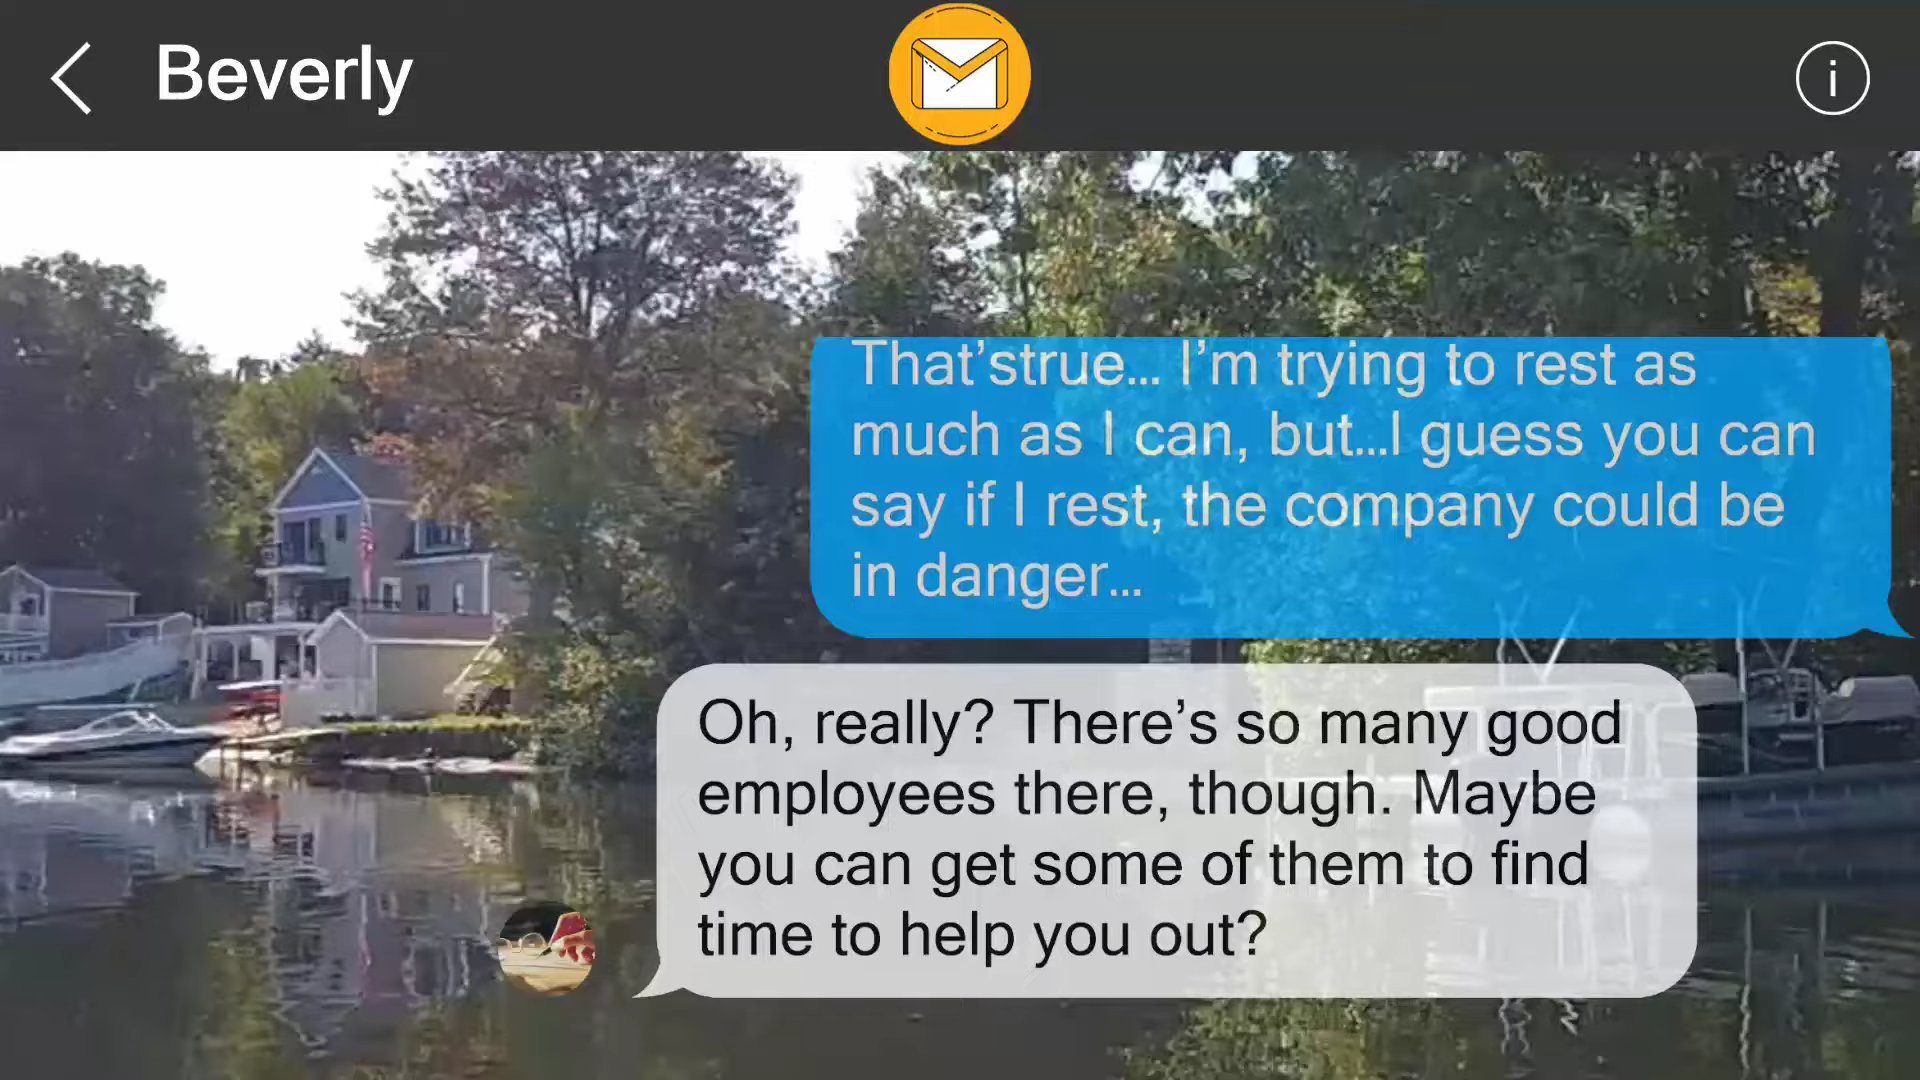 Beverly
i
That'strue... I'm trying to rest as
much as I can, but...I guess you can
say if I rest, the company could be
in danger...
Oh, really? There's so many good
employees there, though. Maybe
you can get some of them to find
time to help you out?